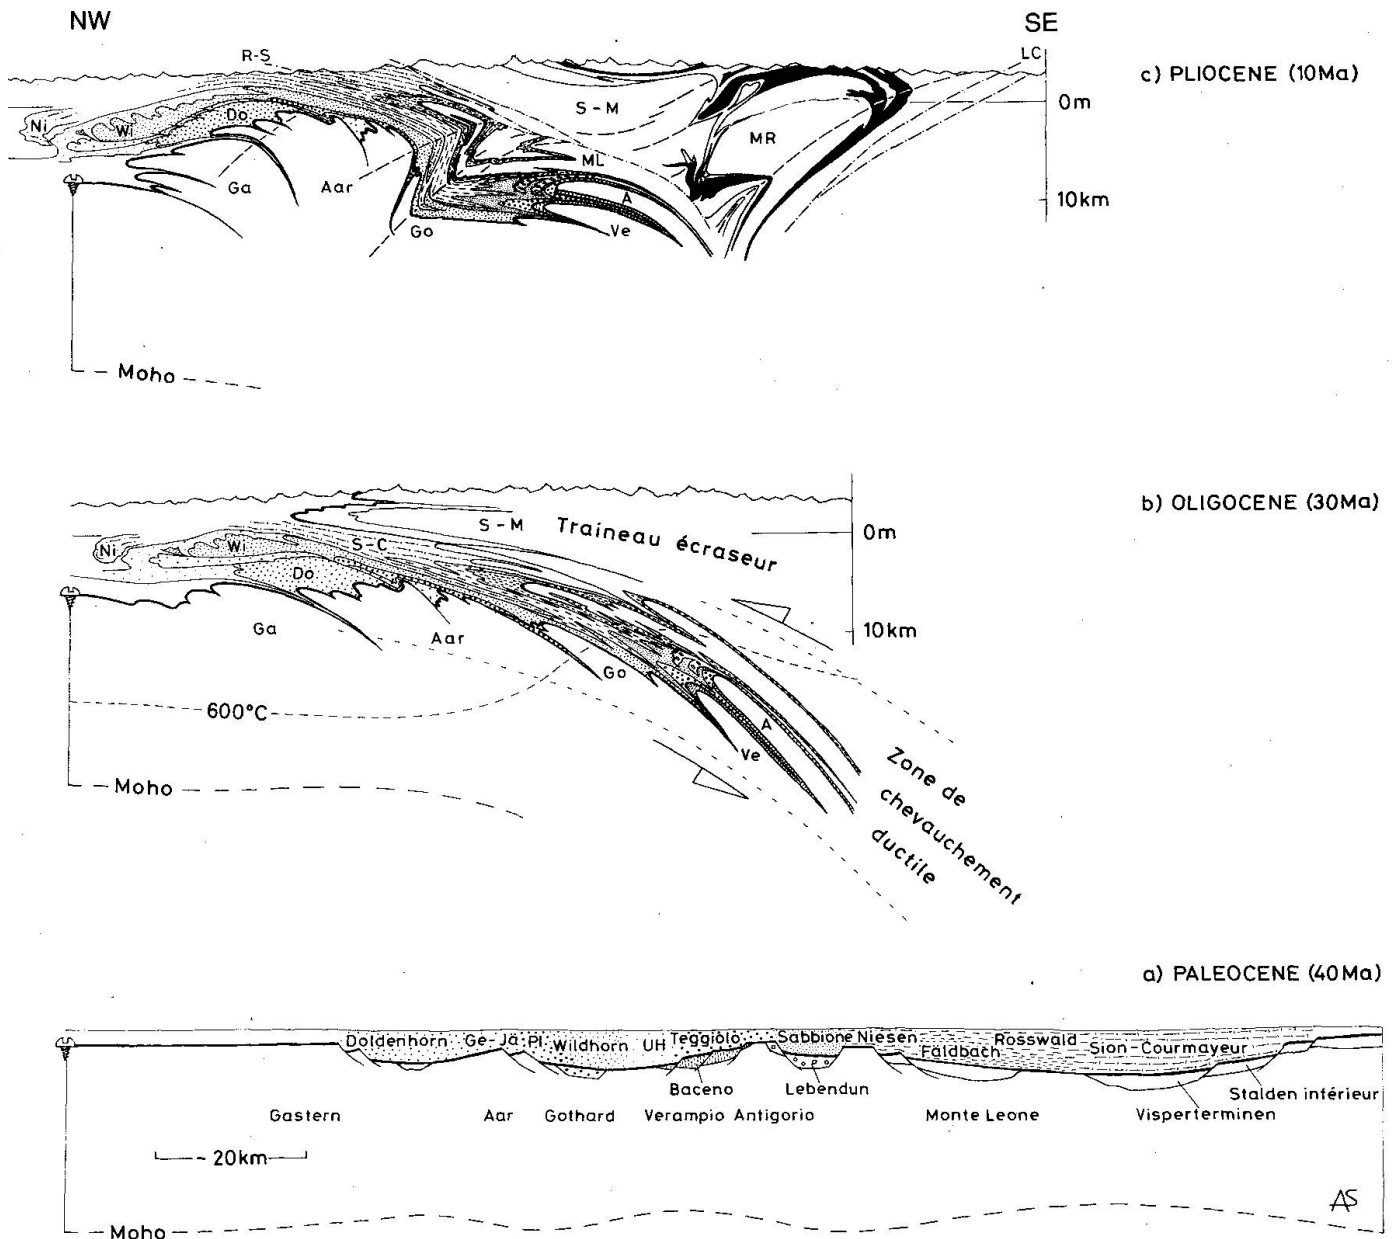 NW
SE
R-S
LC
c) PLIOCENE (10Ma)
S-M
0m
Ni
Wi
Do
MR
ML
Ga
Aar
A
10km
Go
Ve
Moho
b) OLIGOCENE (30Ma)
S-M Traineau écraseur
0m
Ni
Wi
S-C
Do
Ga
Aar
10km
Go
600°C
A
Ve
Moho
Zone de
chevauchement
ductile
a) PALEOCENE (40Ma)
Doldenhorn Ge-Jä-Pl Wildhorn UH Teggiolo Sabbione Niesen Rosswald
Faldbach Sion-Courmayeur
Baceno Lebendun Stalden intérieur
Gastern Aar Gothard Verampio Antigorio Monte Leone Visperterminen
~20km
AS
Moho